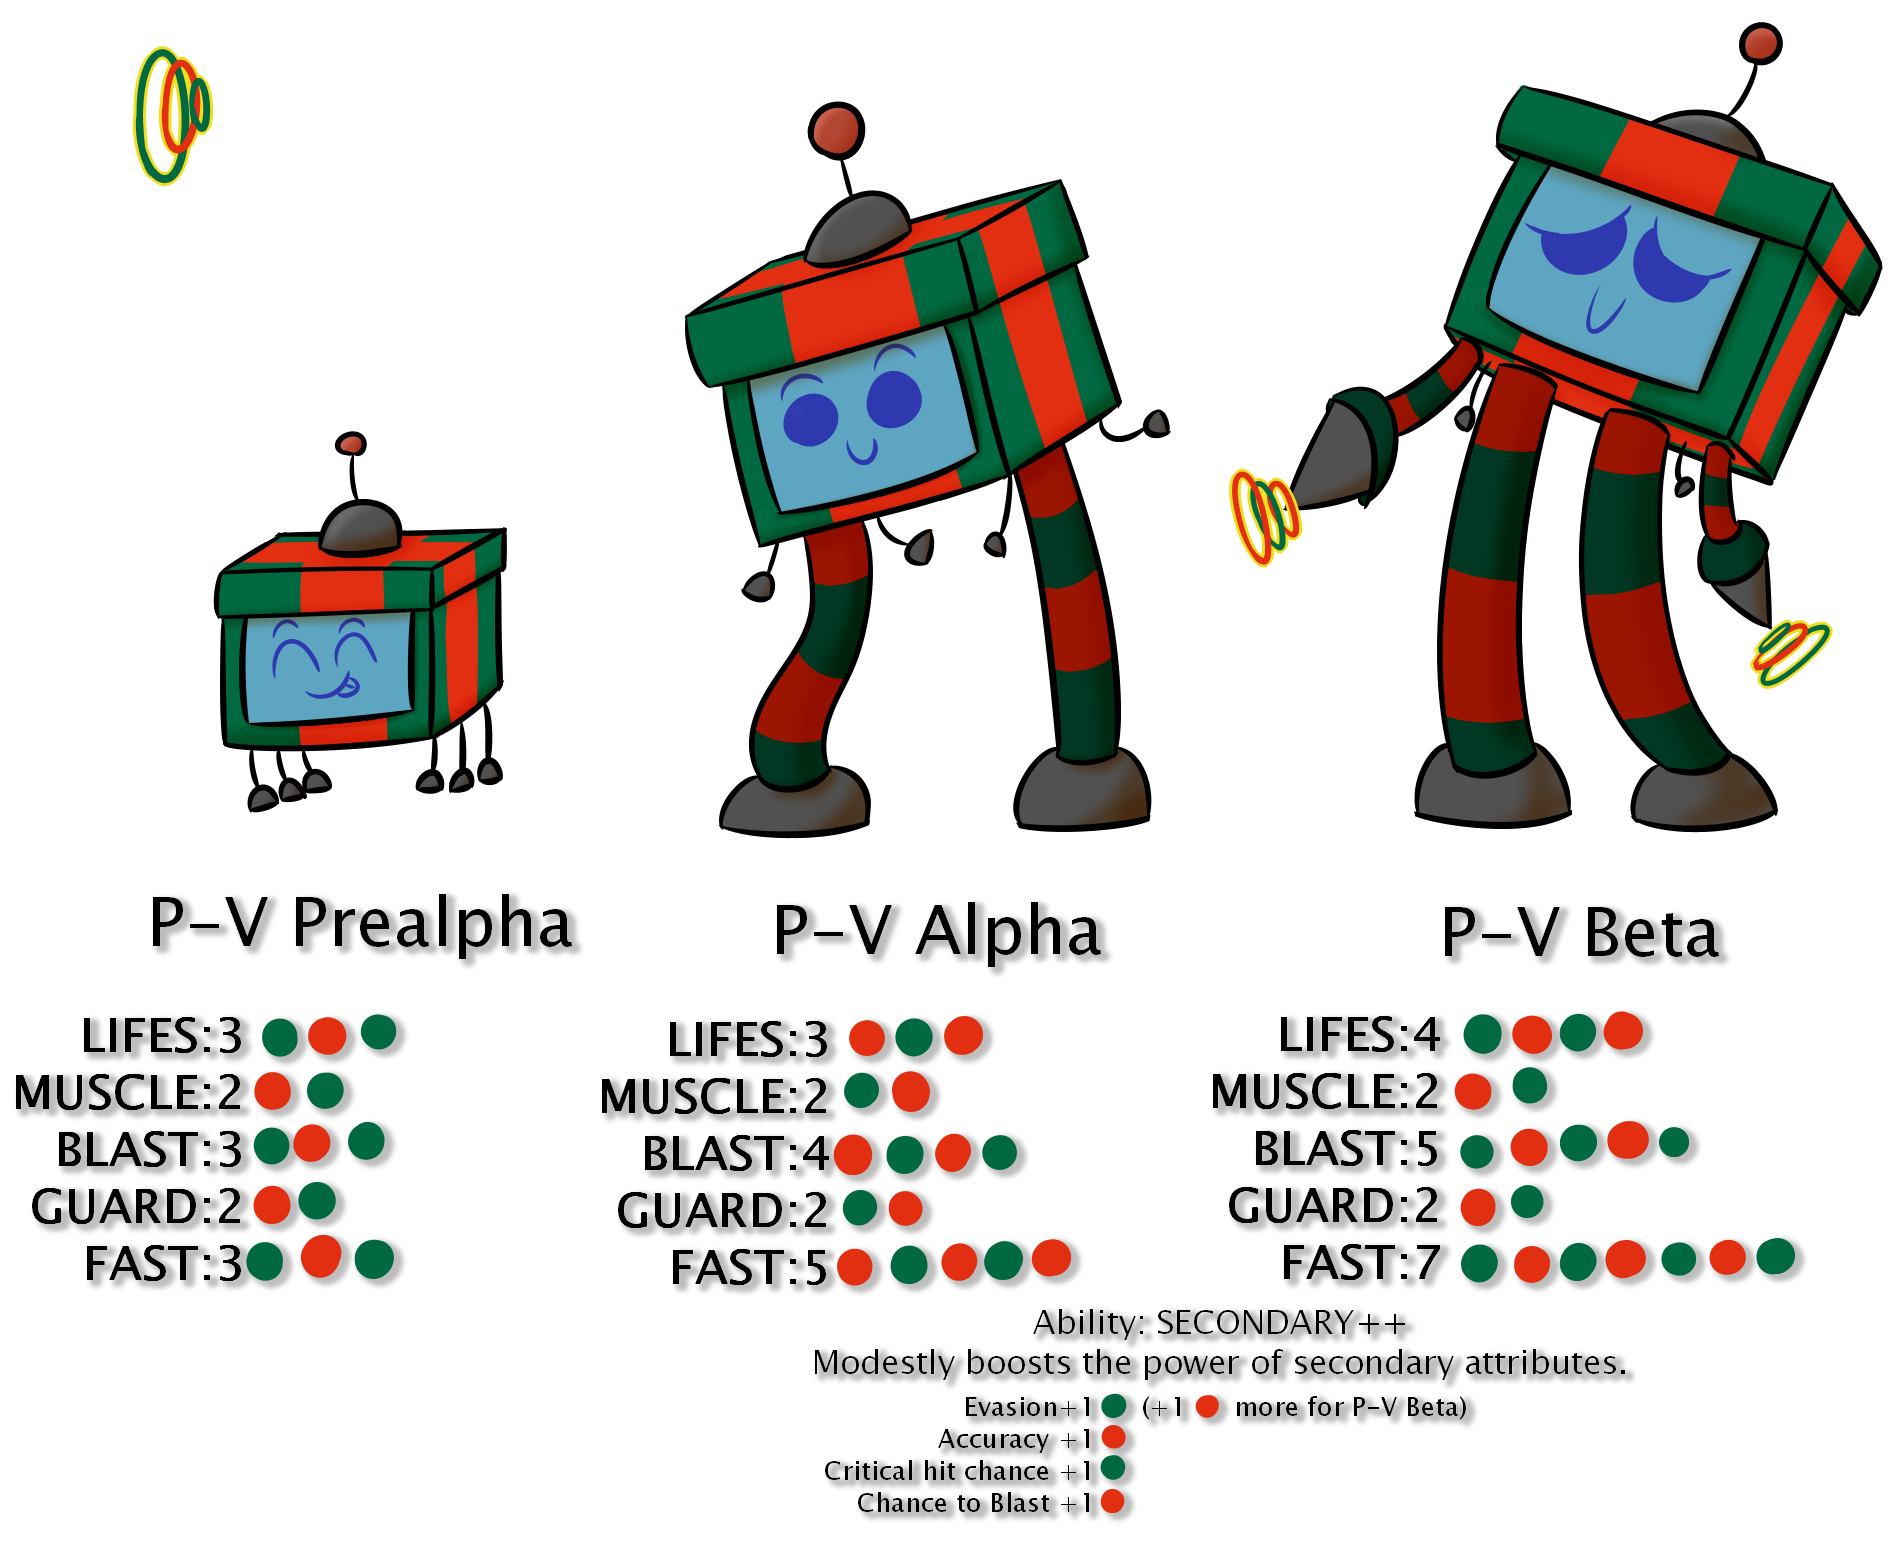 P-V Prealpha
LIFES:3
MUSCLE:2
BLAST:3
GUARD:2
FAST:3
P-V Alpha
LIFES:3
MUSCLE:2
BLAST:4
GUARD:2
FAST:5
P-V Beta
LIFES:4
MUSCLE:2
BLAST:5
GUARD:2
FAST:7
Ability: SECONDARY++
Modestly boosts the power of secondary attributes.
Evasion+1 (+1 more for P-V Beta)
Accuracy +1
Critical hit chance +1
Chance to Blast +1